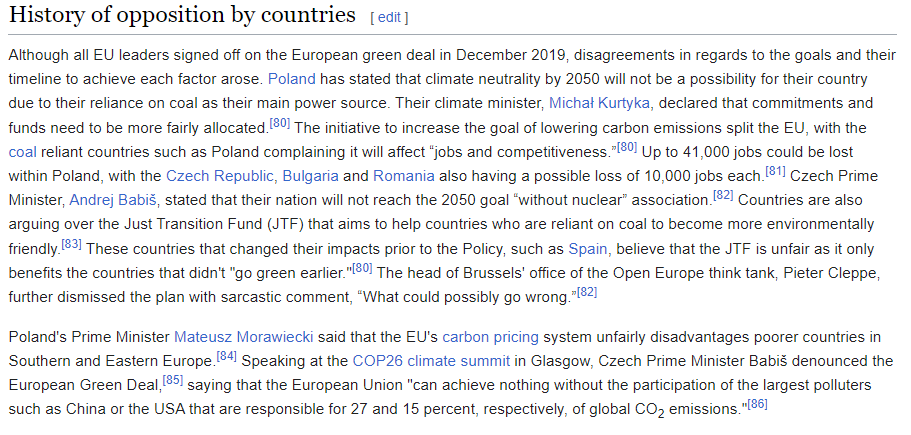 History of opposition by countries [ edit ]
Although all EU leaders signed off on the European green deal in December 2019, disagreements in regards to the goals and their
timeline to achieve each factor arose. Poland has stated that climate neutrality by 2050 will not be a possibility for their country
due to their reliance on coal as their main power source. Their climate minister, Michał Kurtyka, declared that commitments and
funds need to be more fairly allocated.[80] The initiative to increase the goal of lowering carbon emissions split the EU, with the
coal reliant countries such as Poland complaining it will affect “jobs and competitiveness.”[80] Up to 41,000 jobs could be lost
within Poland, with the Czech Republic, Bulgaria and Romania also having a possible loss of 10,000 jobs each.[81] Czech Prime
Minister, Andrej Babiš, stated that their nation will not reach the 2050 goal “without nuclear” association.[82] Countries are also
arguing over the Just Transition Fund (JTF) that aims to help countries who are reliant on coal to become more environmentally
friendly.[83] These countries that changed their impacts prior to the Policy, such as Spain, believe that the JTF is unfair as it only
benefits the countries that didn't "go green earlier."[80] The head of Brussels' office of the Open Europe think tank, Pieter Cleppe,
further dismissed the plan with sarcastic comment, “What could possibly go wrong.”[82]
Poland's Prime Minister Mateusz Morawiecki said that the EU's carbon pricing system unfairly disadvantages poorer countries in
Southern and Eastern Europe.[84] Speaking at the COP26 climate summit in Glasgow, Czech Prime Minister Babiš denounced the
European Green Deal,[85] saying that the European Union "can achieve nothing without the participation of the largest polluters
such as China or the USA that are responsible for 27 and 15 percent, respectively, of global CO2 emissions."[86]